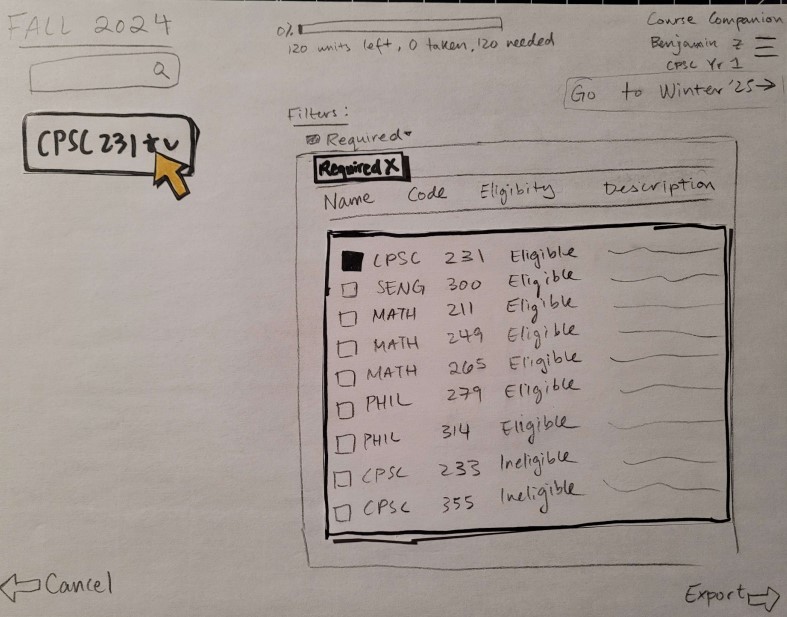 FALL 2024
0%
120 units left, 0 taken, 120 needed
Course Companion
Benjamin Z
CPSC Yr 1
Go to Winter '25→
CPSC 231
Filters:
Required
Required X
Name Code Eligibity Description
CPSC 231 Eligible
SENG 300 Eligible
MATH 211 Eligible
MATH 249 Eligible
MATH 265 Eligible
PHIL 279 Eligible
PHIL 314 Eligible
CPSC 233 Ineligible
CPSC 355 Ineligible
Cancel
Export